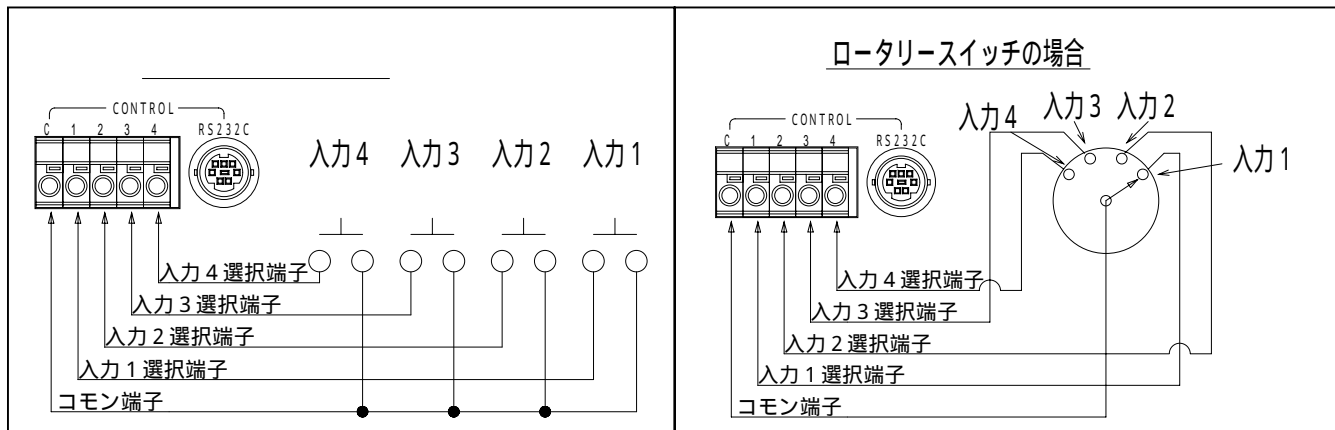 CONTROL
C 1 2 3 4 RS232C
入力4 入力3 入力2 入力1
入力4選択端子
入力3選択端子
入力2選択端子
入力1選択端子
コモン端子
ロータリースイッチの場合
CONTROL
C 1 2 3 4 RS232C
入力4 入力3 入力2
入力1
入力4選択端子
入力3選択端子
入力2選択端子
入力1選択端子
コモン端子